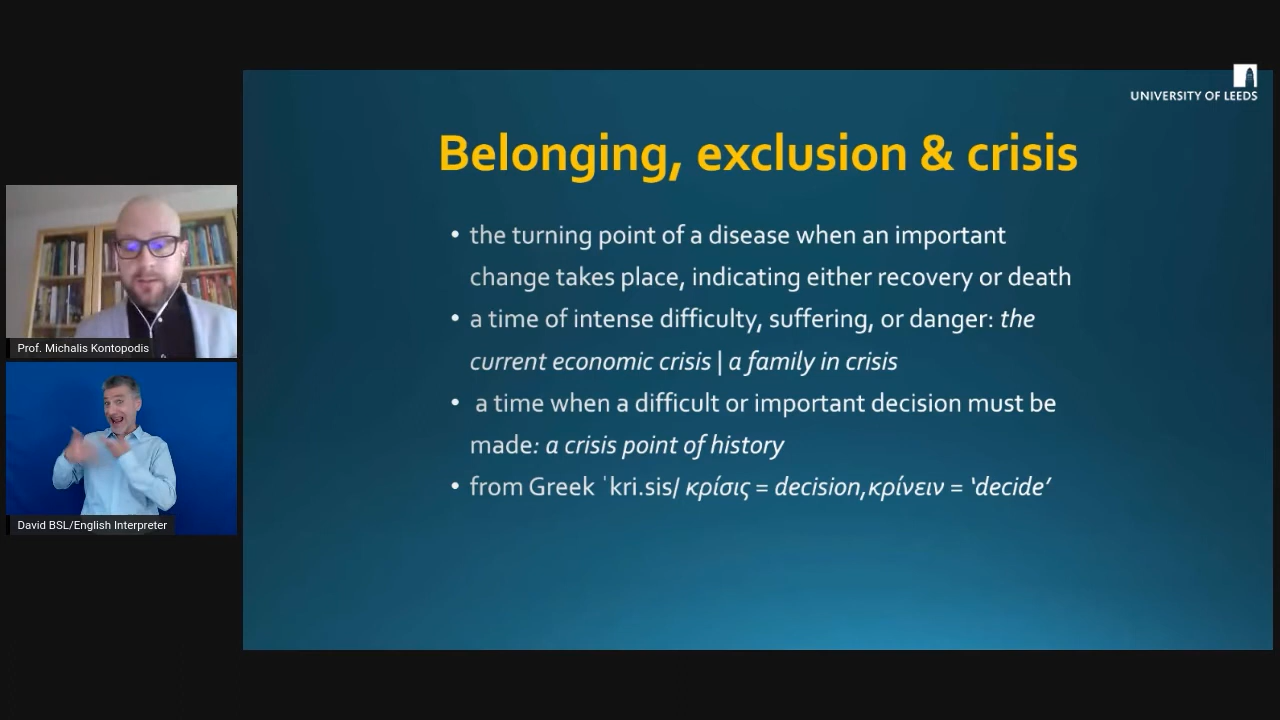 UNIVERSITY OF LEEDS
Belonging, exclusion & crisis
• the turning point of a disease when an important
change takes place, indicating either recovery or death
• a time of intense difficulty, suffering, or danger: the
current economic crisis | a family in crisis
• a time when a difficult or important decision must be
made: a crisis point of history
• from Greek ˈkri.sis/ κρίσις = decision,κρίνειν = ‘decide’
Prof. Michalis Kontopodis
David BSL/English Interpreter